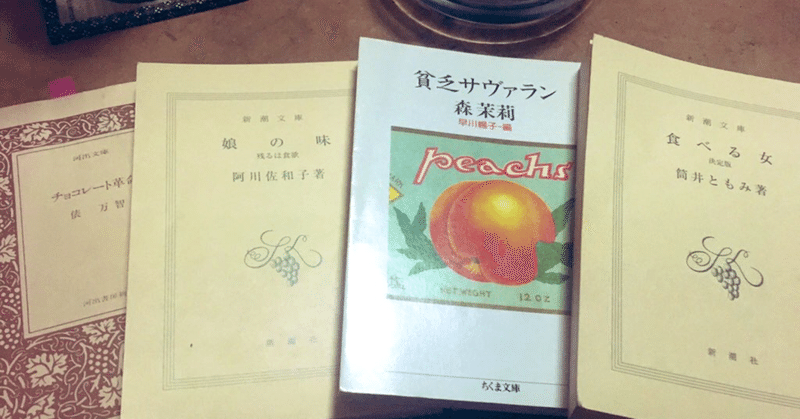 河出文庫
チョコレート革命
俵 万智
河出書房新
新潮文庫
娘の味
残るは食欲
阿川佐和子著
新潮社
貧乏サヴァラン
森茉莉
早川暢子・編
peachs
NET WEIGHT
12 OZ
ちくま文庫
新潮文庫
食べる女
決定版
筒井ともみ著
新潮社